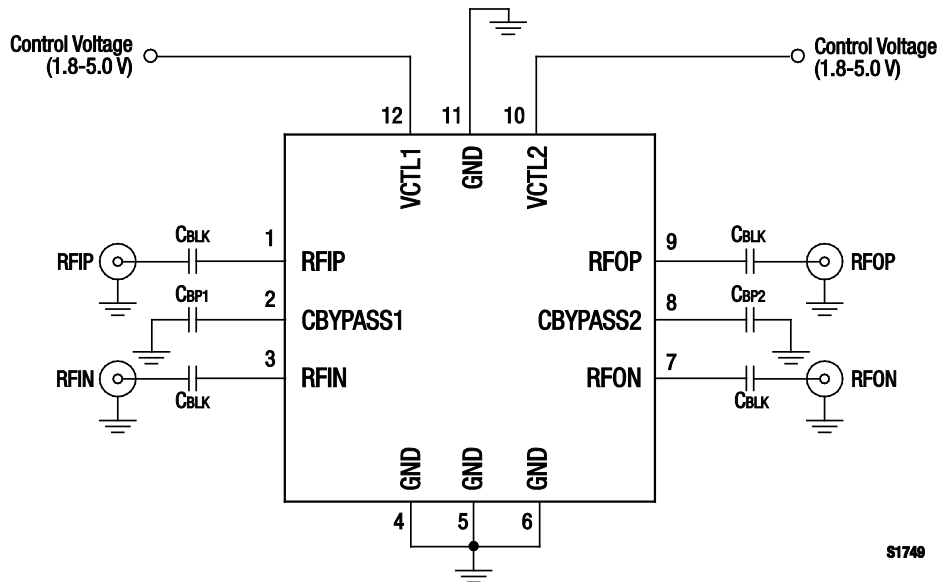 Control Voltage
(1.8-5.0 V)
Control Voltage
(1.8-5.0 V)
12
11
10
VCTL1
GND
VCTL2
RFIP
CBLK
1
RFIP
RFOP
9
CBLK
RFOP
CBP1
2
CBYPASS1
CBYPASS2
8
CBP2
RFIN
CBLK
3
RFIN
RFON
7
CBLK
RFON
GND
GND
GND
4
5
6
S1749